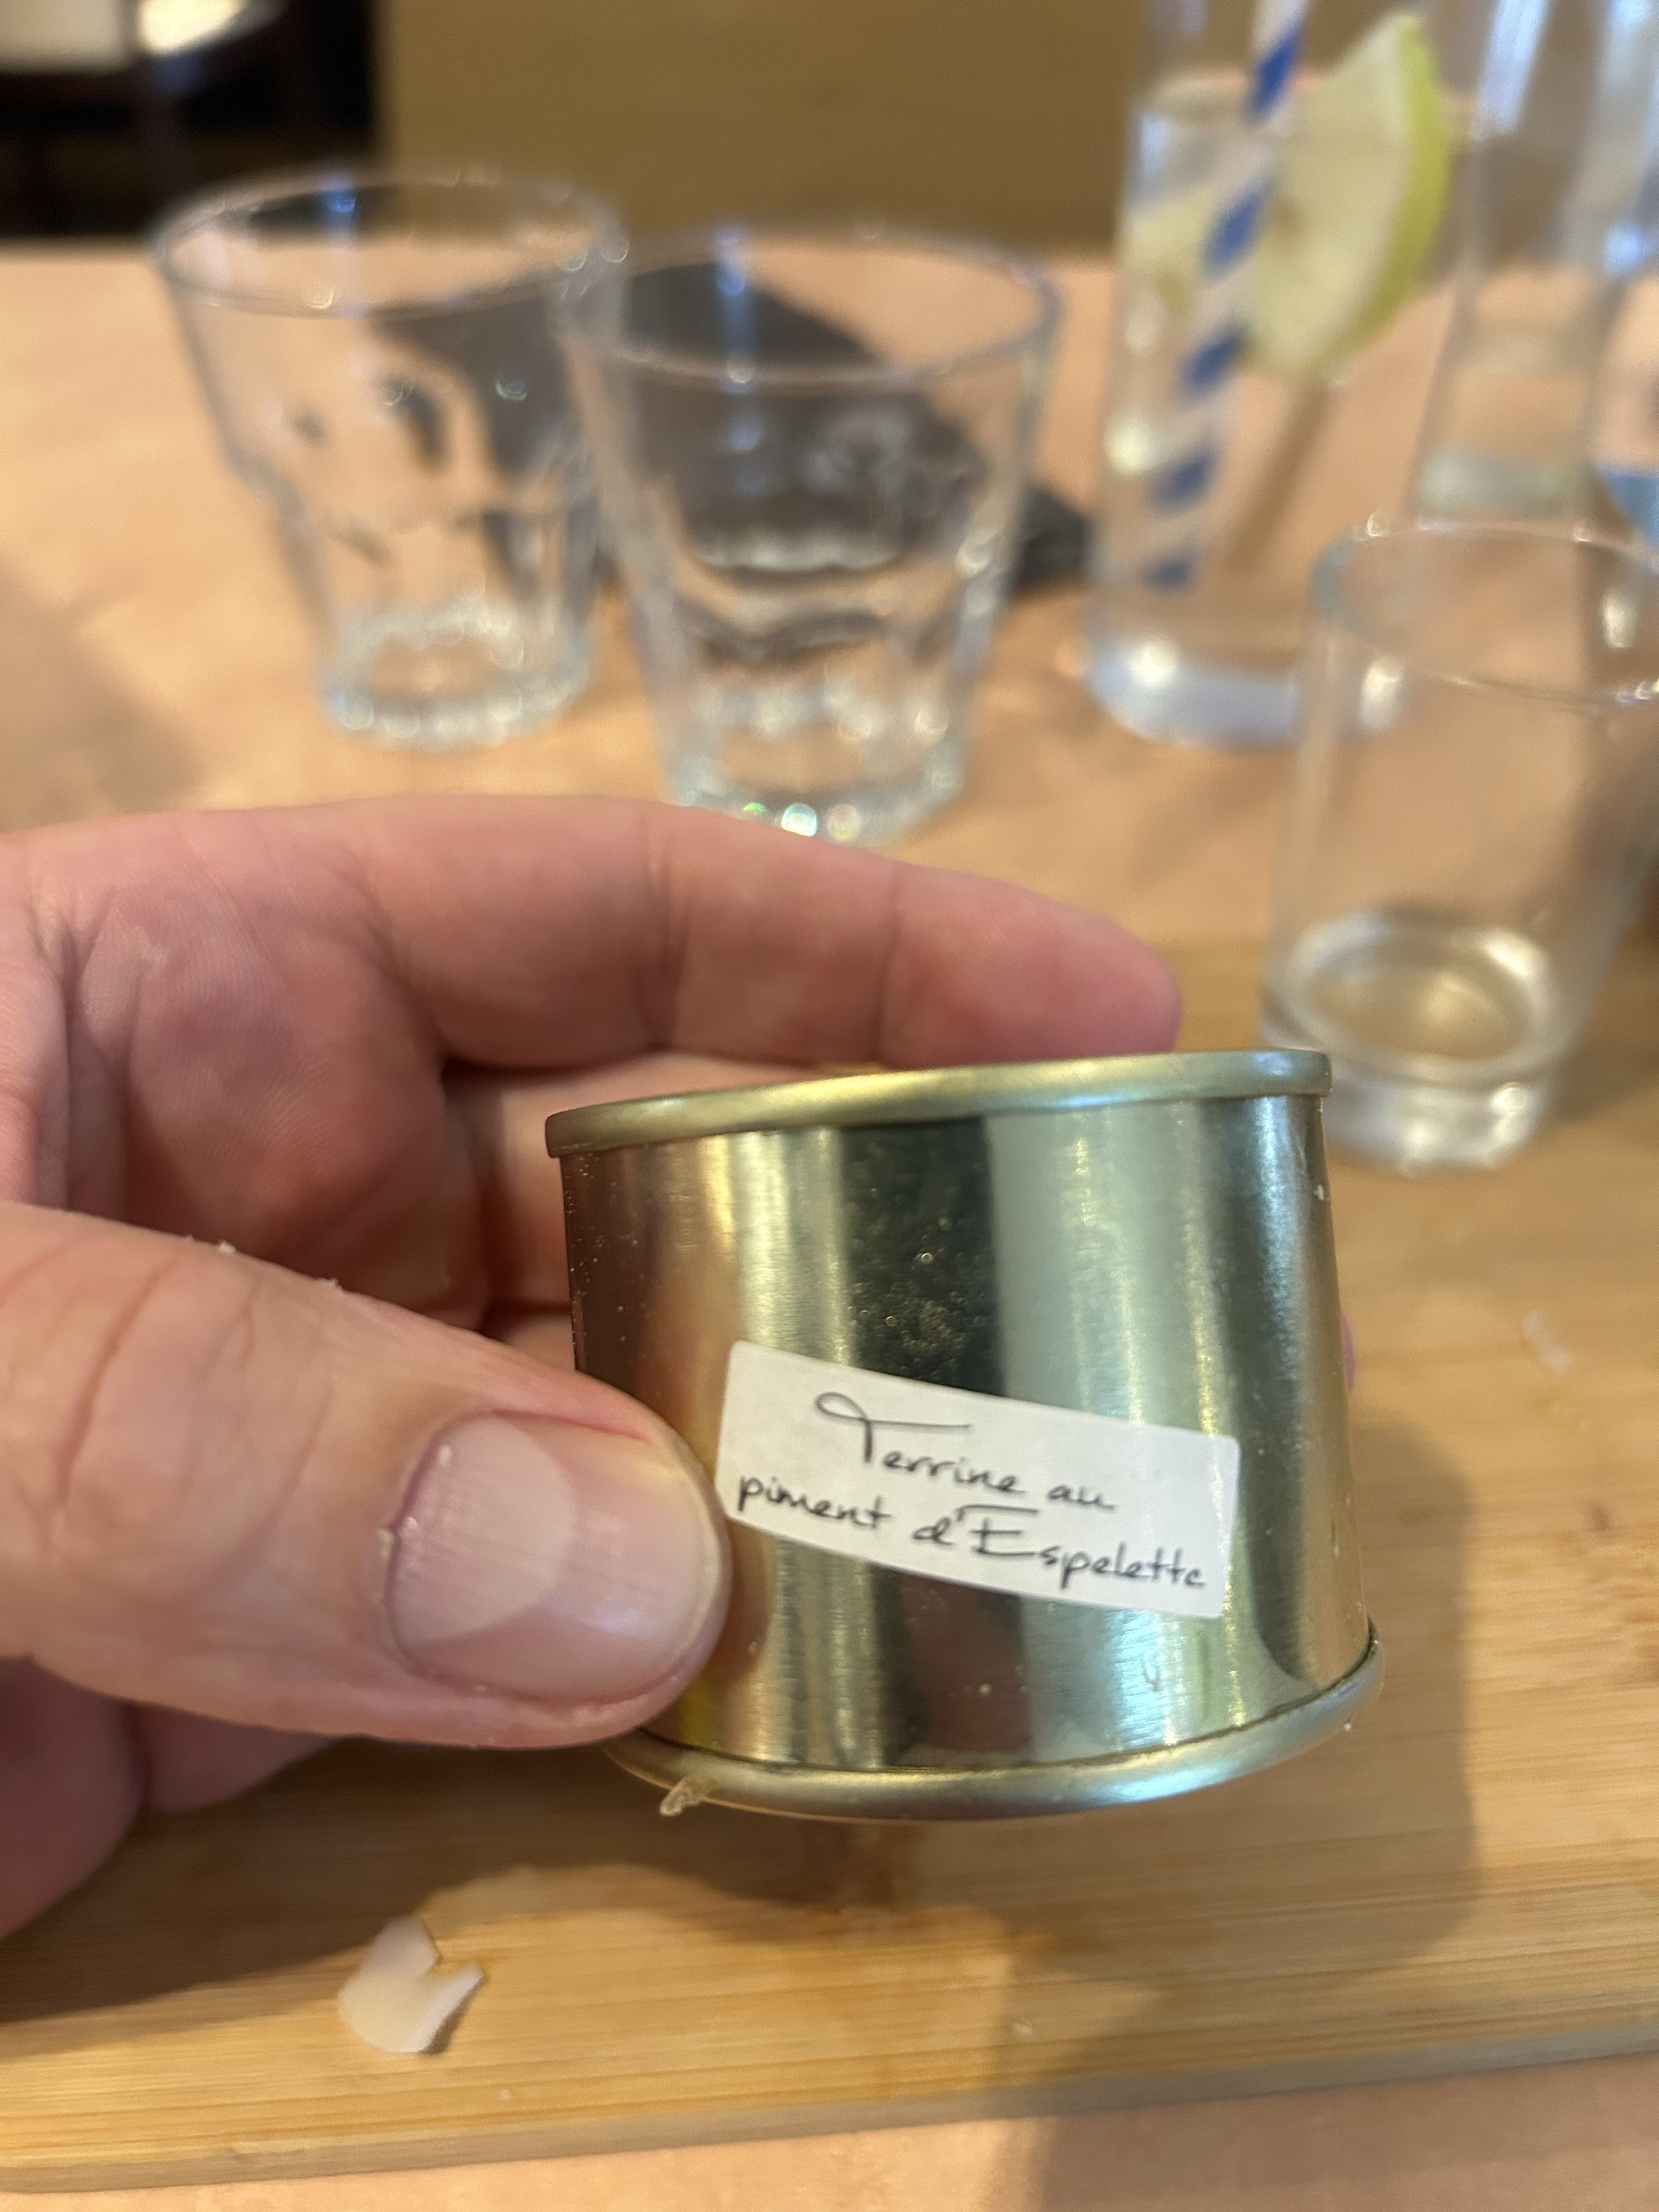 Terrine au
piment d'Espelette